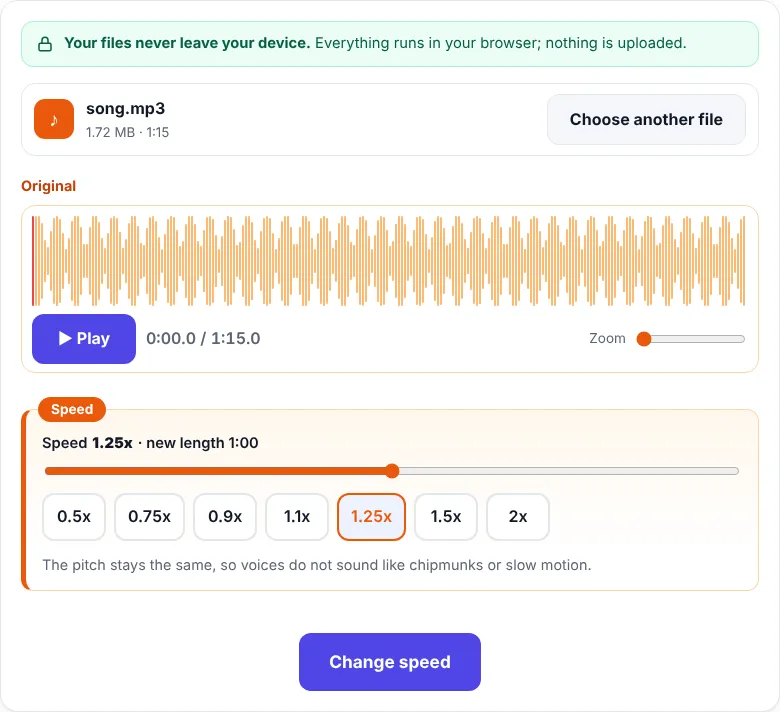 Your files never leave your device. Everything runs in your browser; nothing is uploaded.
song.mp3
1.72 MB · 1:15
Choose another file
Original
▶ Play
0:00.0 / 1:15.0
Zoom
Speed
Speed 1.25x · new length 1:00
0.5x
0.75x
0.9x
1.1x
1.25x
1.5x
2x
The pitch stays the same, so voices do not sound like chipmunks or slow motion.
Change speed